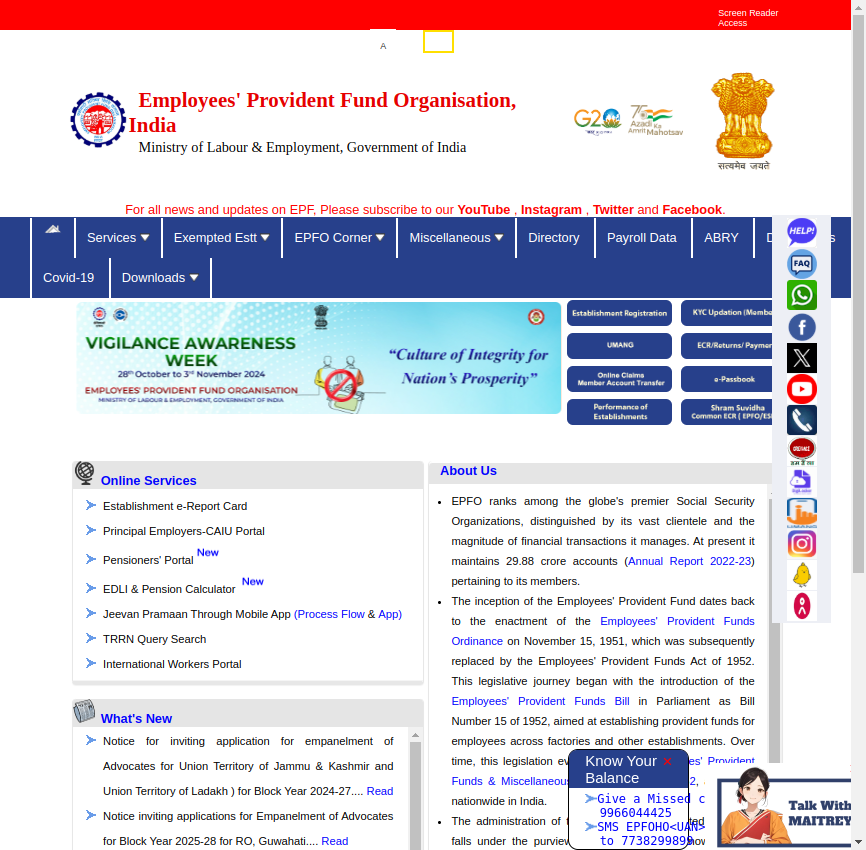 Screen Reader
Access
A
Employees' Provident Fund Organisation,
India
Ministry of Labour & Employment, Government of India
G20
75
Azadi Ka
Amrit Mahotsav
सत्यमेव जयते
For all news and updates on EPF, Please subscribe to our YouTube , Instagram , Twitter and Facebook.
Services
Exempted Estt
EPFO Corner
Miscellaneous
Directory
Payroll Data
ABRY
Covid-19
Downloads
HELP!
FAQ
VIGILANCE AWARENESS
WEEK
28th October to 3rd November 2024
EMPLOYEES' PROVIDENT FUND ORGANISATION
MINISTRY OF LABOUR & EMPLOYMENT, GOVERNMENT OF INDIA
“Culture of Integrity for
Nation’s Prosperity”
Establishment Registration
KYC Updation (Membe
UMANG
ECR/Returns/ Paymen
Online Claims
Member Account Transfer
e-Passbook
Performance of
Establishments
Shram Suvidha
Common ECR ( EPFO/ESI
Online Services
Establishment e-Report Card
Principal Employers-CAIU Portal
Pensioners' Portal New
EDLI & Pension Calculator New
Jeevan Pramaan Through Mobile App (Process Flow & App)
TRRN Query Search
International Workers Portal
What's New
Notice for inviting application for empanelment of
Advocates for Union Territory of Jammu & Kashmir and
Union Territory of Ladakh ) for Block Year 2024-27.... Read
Notice inviting applications for Empanelment of Advocates
for Block Year 2025-28 for RO, Guwahati.... Read
About Us
EPFO ranks among the globe's premier Social Security
Organizations, distinguished by its vast clientele and the
magnitude of financial transactions it manages. At present it
maintains 29.88 crore accounts (Annual Report 2022-23)
pertaining to its members.
The inception of the Employees' Provident Fund dates back
to the enactment of the Employees' Provident Funds
Ordinance on November 15, 1951, which was subsequently
replaced by the Employees' Provident Funds Act of 1952.
This legislative journey began with the introduction of the
Employees' Provident Funds Bill in Parliament as Bill
Number 15 of 1952, aimed at establishing provident funds for
employees across factories and other establishments. Over
time, this legislation ev es' Provident
Funds & Miscellaneous 2,
nationwide in India.
The administration of t ted
falls under the purview now
Know Your
Balance
Give a Missed c
9966044425
SMS EPFOHO<UAN>
to 7738299899
Talk With
MAITREY